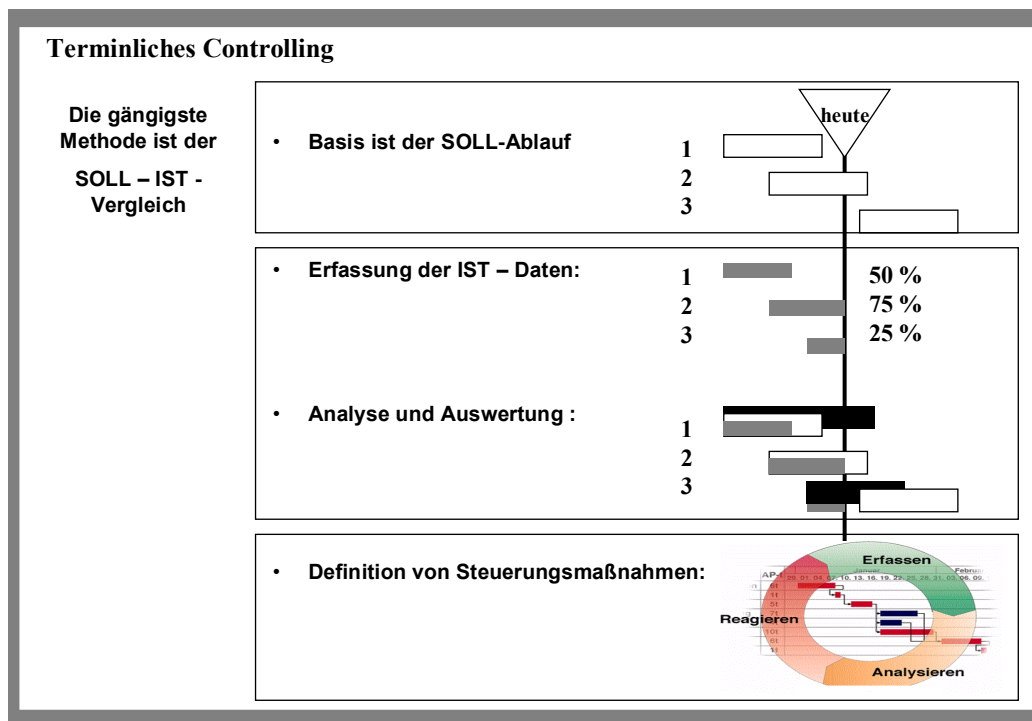 Terminliches Controlling
Die gängigste
Methode ist der
SOLL – IST -
Vergleich
• Basis ist der SOLL-Ablauf
1
2
3
heute
• Erfassung der IST – Daten:
1
2
3
50 %
75 %
25 %
• Analyse und Auswertung :
1
2
3
• Definition von Steuerungsmaßnahmen:
Erfassen
Januar
Reagieren
Analysieren